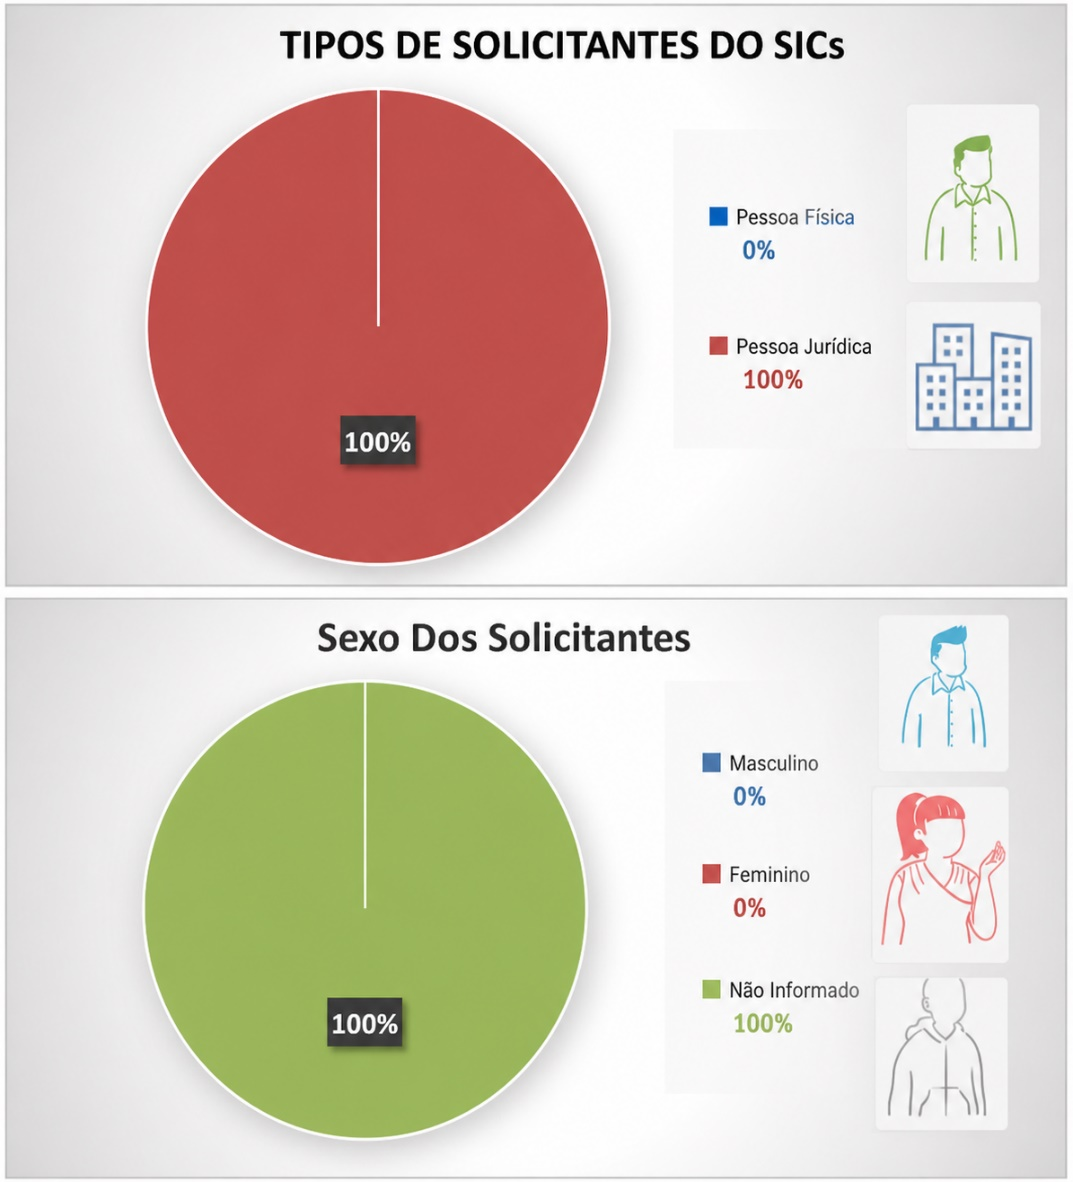 TIPOS DE SOLICITANTES DO SICs
100%
Pessoa Física
0%
Pessoa Jurídica
100%
Sexo Dos Solicitantes
100%
Masculino
0%
Feminino
0%
Não Informado
100%